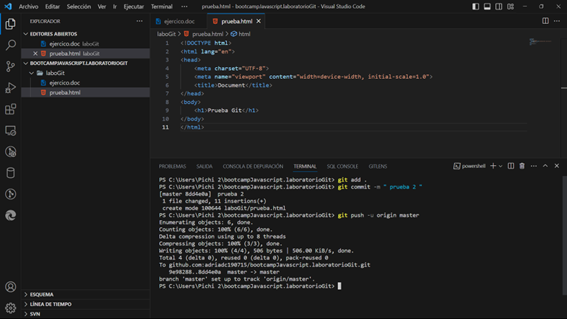 Archivo Editar Selección Ver Ir Ejecutar Terminal ··· prueba.html - bootcampJavascript.laboratorioGit - Visual Studio Code
EXPLORADOR
EDITORES ABIERTOS
ejercico.doc laboGit
prueba.html laboGit
BOOTCAMPJAVASCRIPT.LABORATORIOGIT
laboGit
ejercico.doc
prueba.html
ESQUEMA
LÍNEA DE TIEMPO
SVN
ejercico.doc prueba.html
laboGit > prueba.html > html
1 <!DOCTYPE html>
2 <html lang="en">
3 <head>
4 <meta charset="UTF-8">
5 <meta name="viewport" content="width=device-width, initial-scale=1.0">
6 <title>Document</title>
7 </head>
8 <body>
9 <h1>Prueba Git</h1>
10 </body>
11 </html>
PROBLEMAS SALIDA CONSOLA DE DEPURACIÓN TERMINAL SQL CONSOLE GITLENS powershell
PS C:\Users\Pichi 2\bootcampJavascript.laboratorioGit> git add .
PS C:\Users\Pichi 2\bootcampJavascript.laboratorioGit> git commit -m " prueba 2 "
[master 8dd4e0a] prueba 2
1 file changed, 11 insertions(+)
create mode 100644 laboGit/prueba.html
PS C:\Users\Pichi 2\bootcampJavascript.laboratorioGit> git push -u origin master
Enumerating objects: 6, done.
Counting objects: 100% (6/6), done.
Delta compression using up to 8 threads
Compressing objects: 100% (3/3), done.
Writing objects: 100% (4/4), 506 bytes | 506.00 KiB/s, done.
Total 4 (delta 0), reused 0 (delta 0), pack-reused 0
To github.com:adriadc190715/bootcampJavascript.laboratorioGit.git
9e98288..8dd4e0a master -> master
branch 'master' set up to track 'origin/master'.
PS C:\Users\Pichi 2\bootcampJavascript.laboratorioGit>